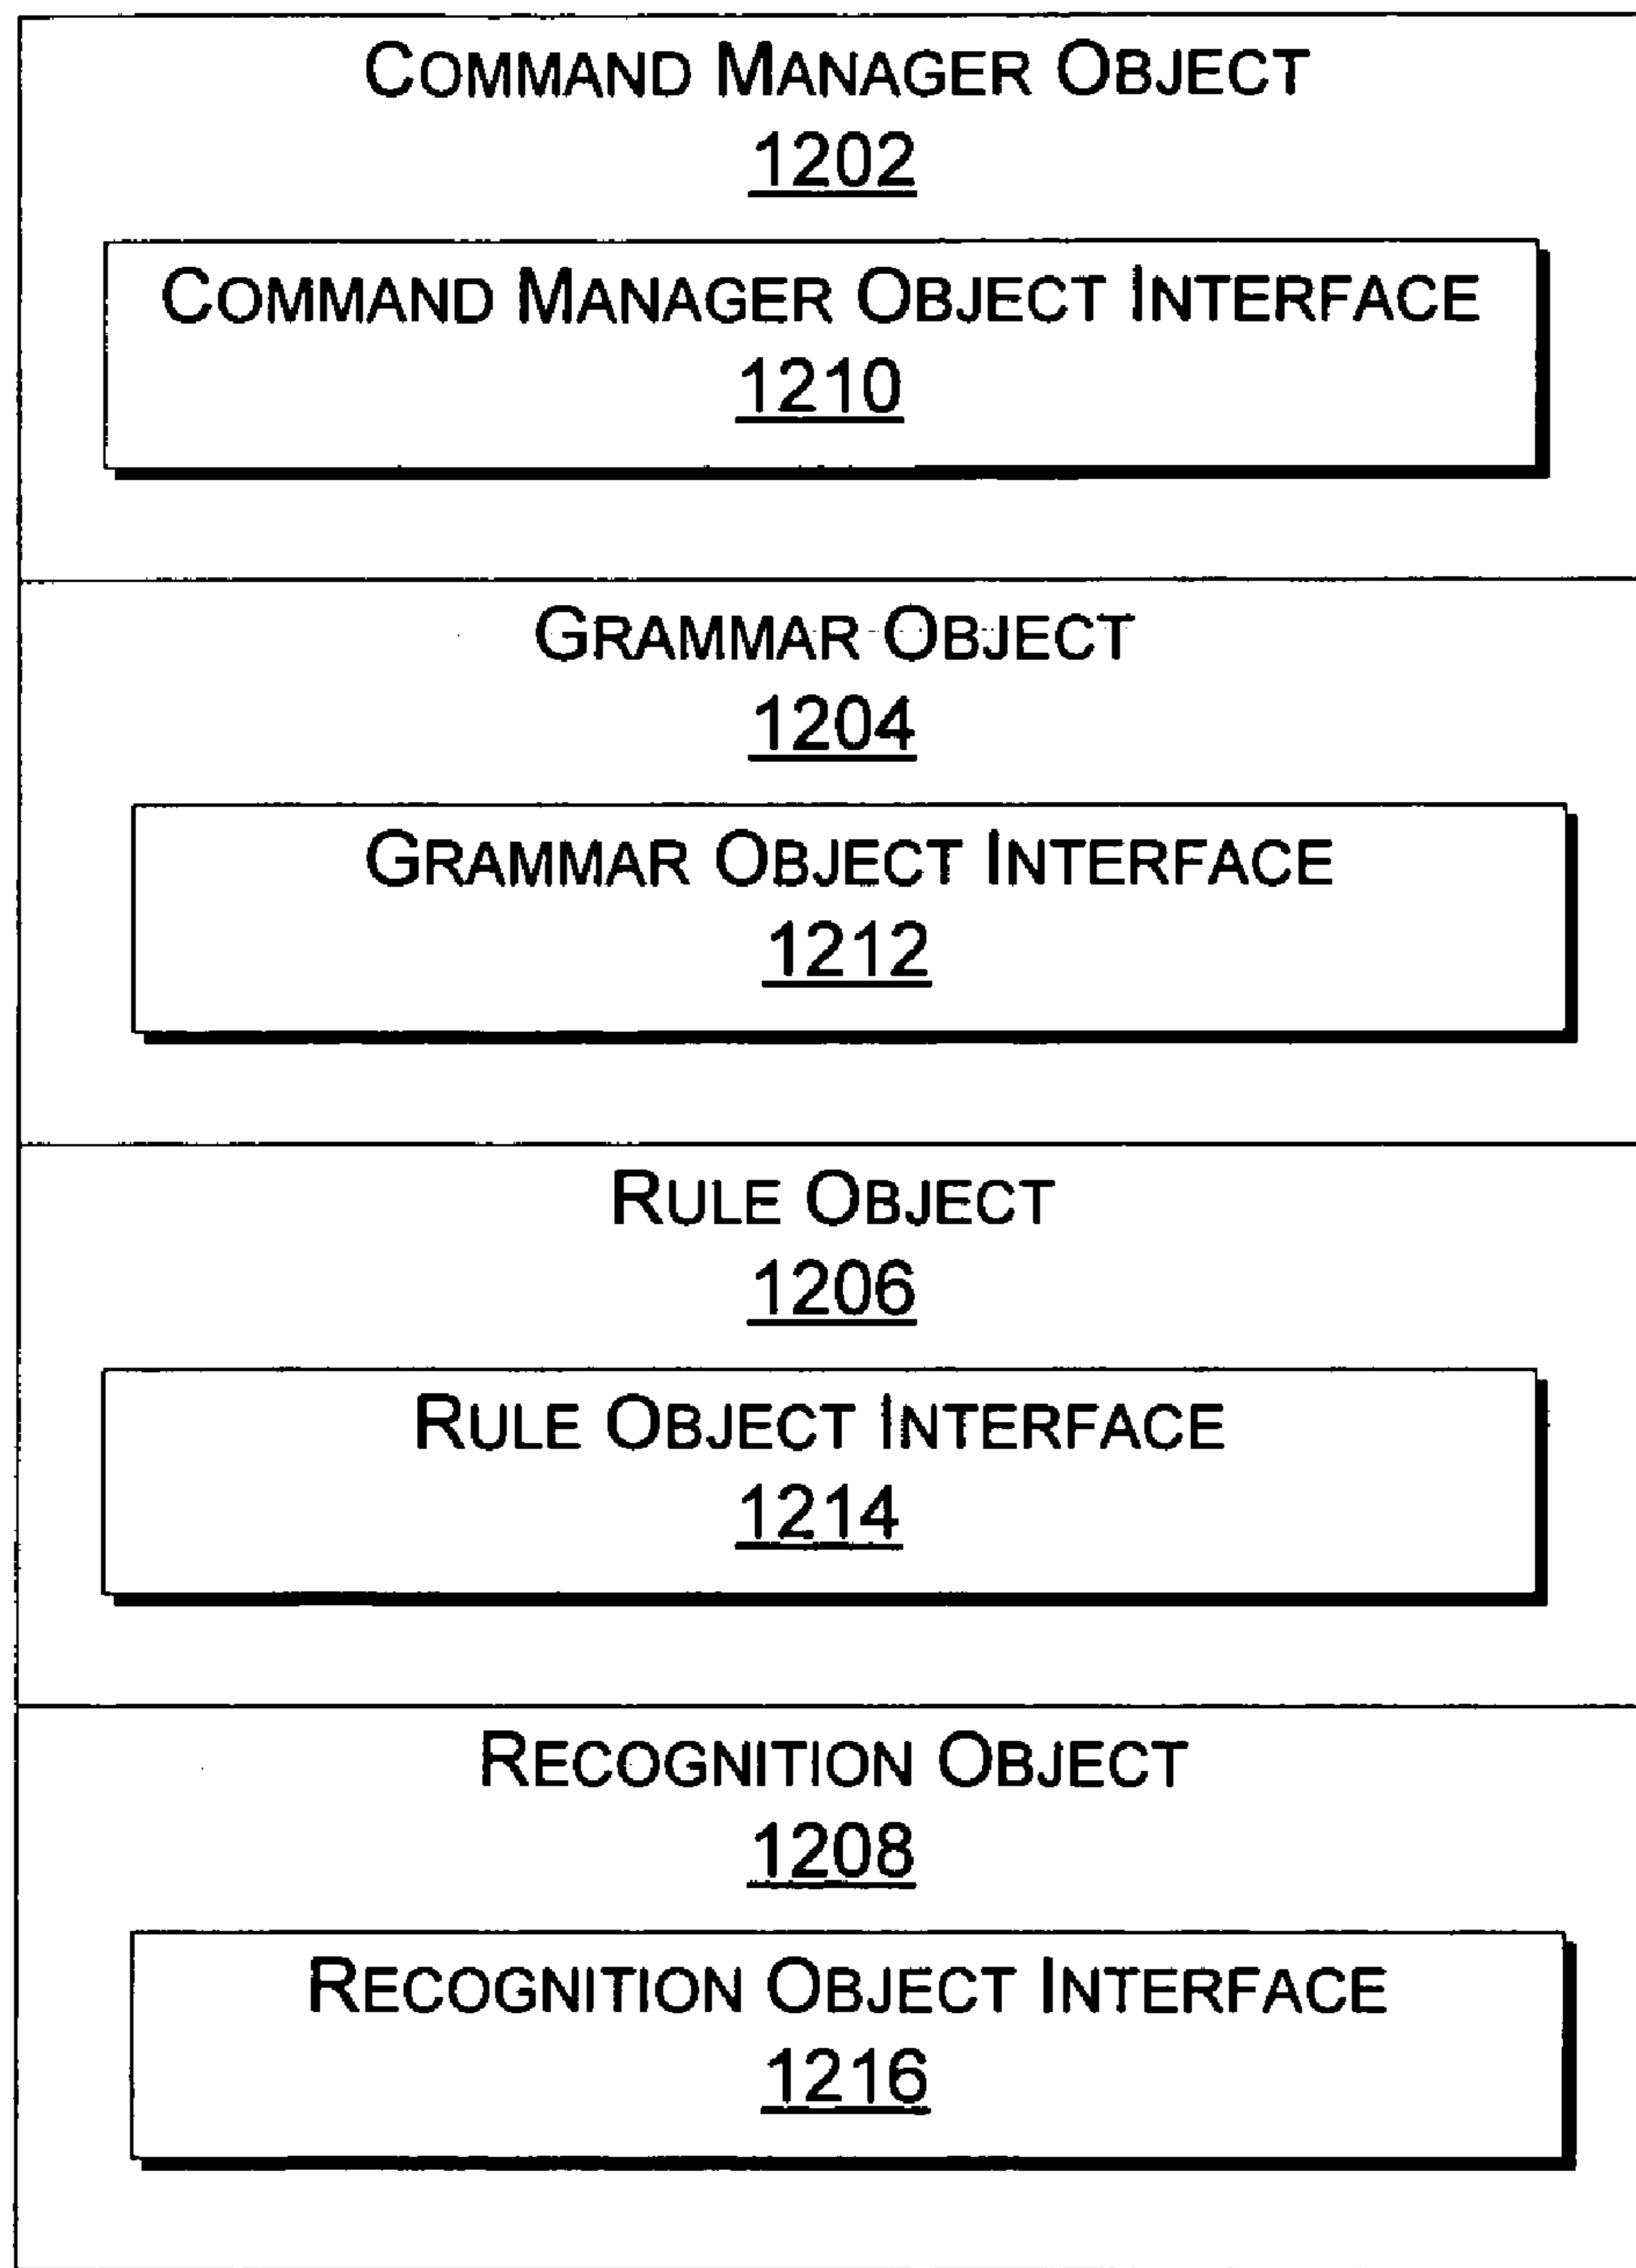 COMMAND MANAGER OBJECT
1202
COMMAND MANAGER OBJECT INTERFACE
1210
GRAMMAR OBJECT
1204
GRAMMAR OBJECT INTERFACE
1212
RULE OBJECT
1206
RULE OBJECT INTERFACE
1214
RECOGNITION OBJECT
1208
RECOGNITION OBJECT INTERFACE
1216